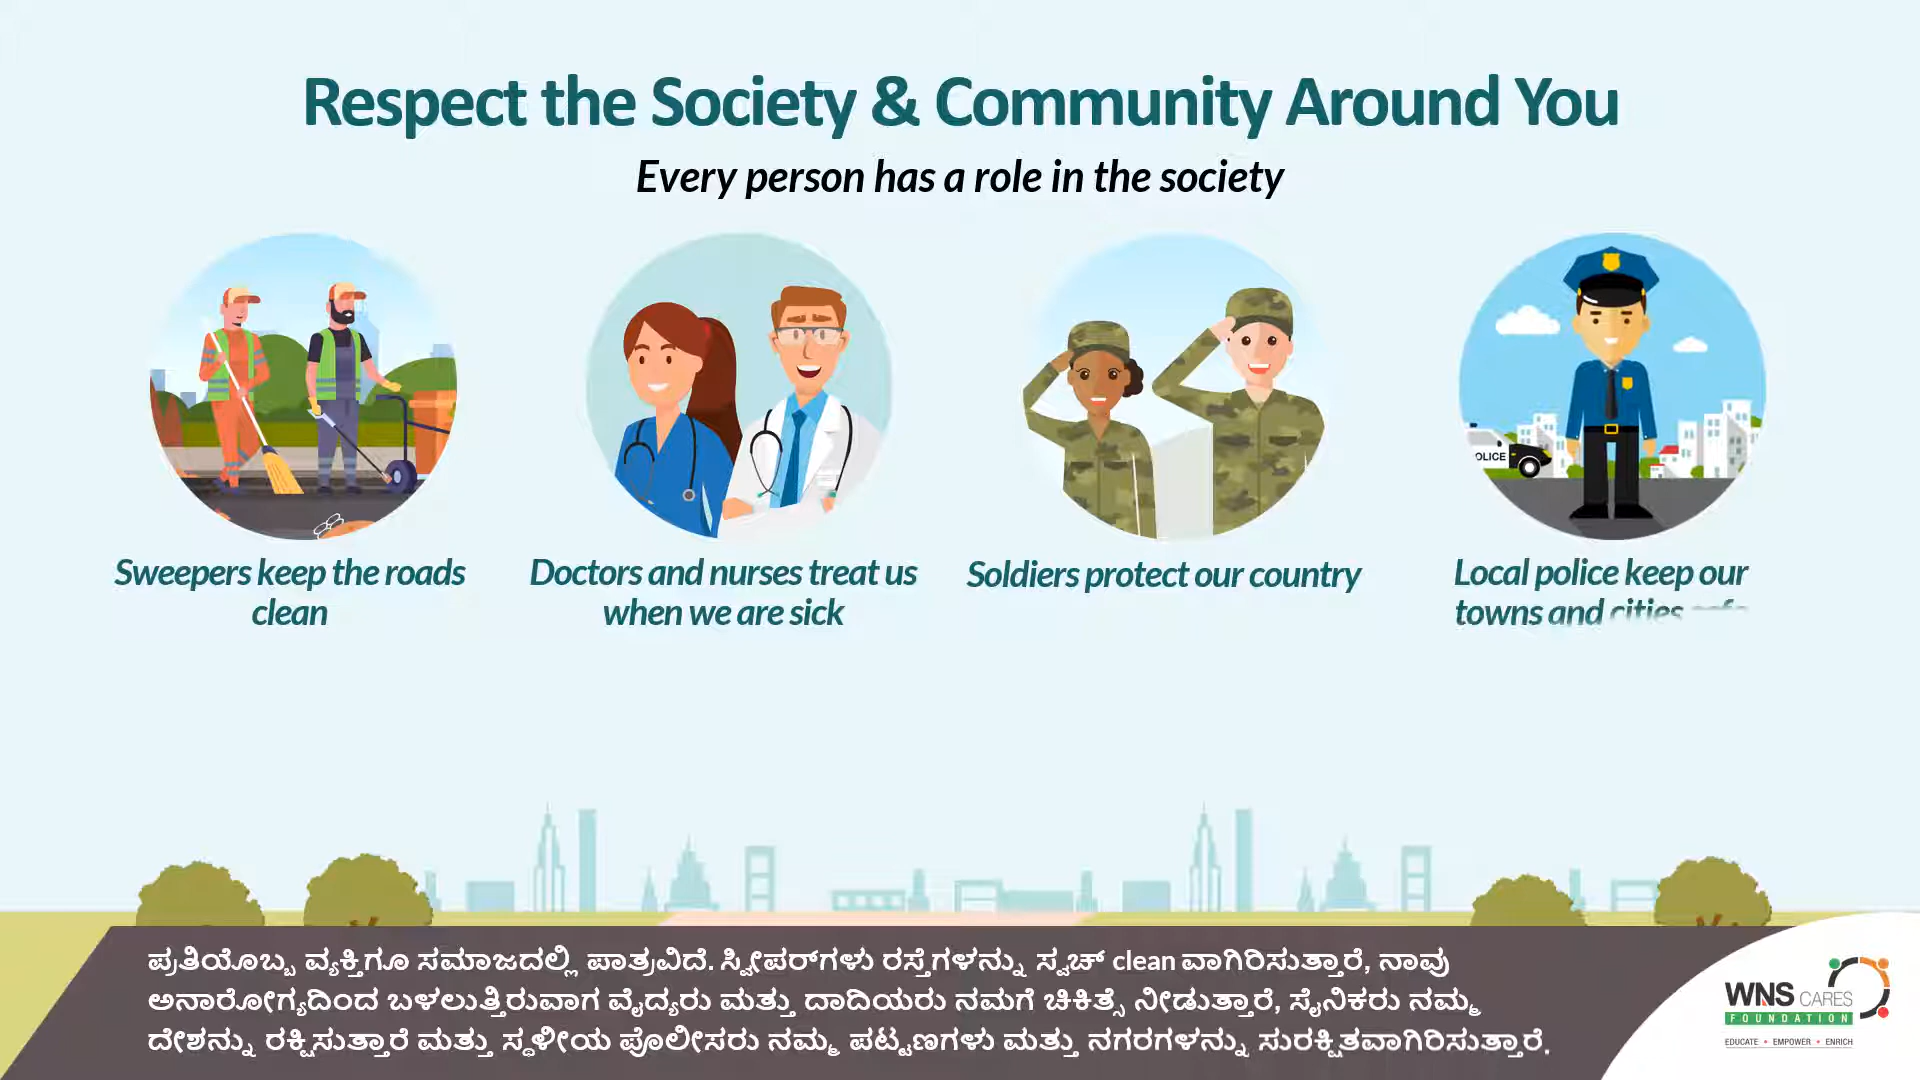 Respect the Society & Community Around You
Every person has a role in the society
Sweepers keep the roads
clean
Doctors and nurses treat us
when we are sick
Soldiers protect our country
OLICE
Local police keep our
towns and cities
ಪ್ರತಿಯೊಬ್ಬ ವ್ಯಕ್ತಿಗೂ ಸಮಾಜದಲ್ಲಿ ಪಾತ್ರವಿದೆ. ಸ್ವೀಪರ್‌ಗಳು ರಸ್ತೆಗಳನ್ನು ಸ್ವಚ್ clean ವಾಗಿರಿಸುತ್ತಾರೆ, ನಾವು
ಅನಾರೋಗ್ಯದಿಂದ ಬಳಲುತ್ತಿರುವಾಗ ವೈದ್ಯರು ಮತ್ತು ದಾದಿಯರು ನಮಗೆ ಚಿಕಿತ್ಸೆ ನೀಡುತ್ತಾರೆ, ಸೈನಿಕರು ನಮ್ಮ
ದೇಶನ್ನು ರಕ್ಷಿಸುತ್ತಾರೆ ಮತ್ತು ಸ್ಥಳೀಯ ಪೊಲೀಸರು ನಮ್ಮ ಪಟ್ಟಣಗಳು ಮತ್ತು ನಗರಗಳನ್ನು ಸುರಕ್ಷಿತವಾಗಿರಿಸುತ್ತಾರೆ.
WNS CARES
FOUNDATION
EDUCATE • EMPOWER • ENRICH